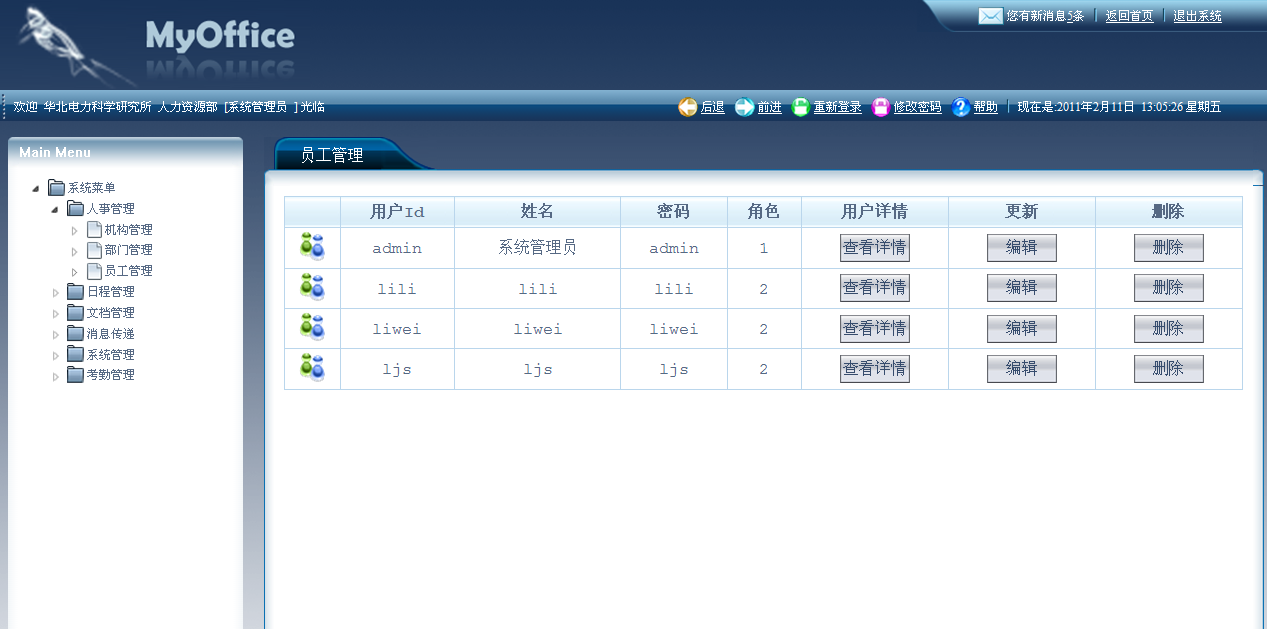 MyOffice
您有新消息5条 返回首页 退出系统
欢迎 华北电力科学研究所 人力资源部 [系统管理员 ]光临 后退 前进 重新登录 修改密码 帮助 现在是:2011年2月11日 13:05:26 星期五
Main Menu
系统菜单
人事管理
机构管理
部门管理
员工管理
日程管理
文档管理
消息传递
系统管理
考勤管理
员工管理
用户Id 姓名 密码 角色 用户详情 更新 删除
admin 系统管理员 admin 1 查看详情 编辑 删除
lili lili lili 2 查看详情 编辑 删除
liwei liwei liwei 2 查看详情 编辑 删除
ljs ljs ljs 2 查看详情 编辑 删除